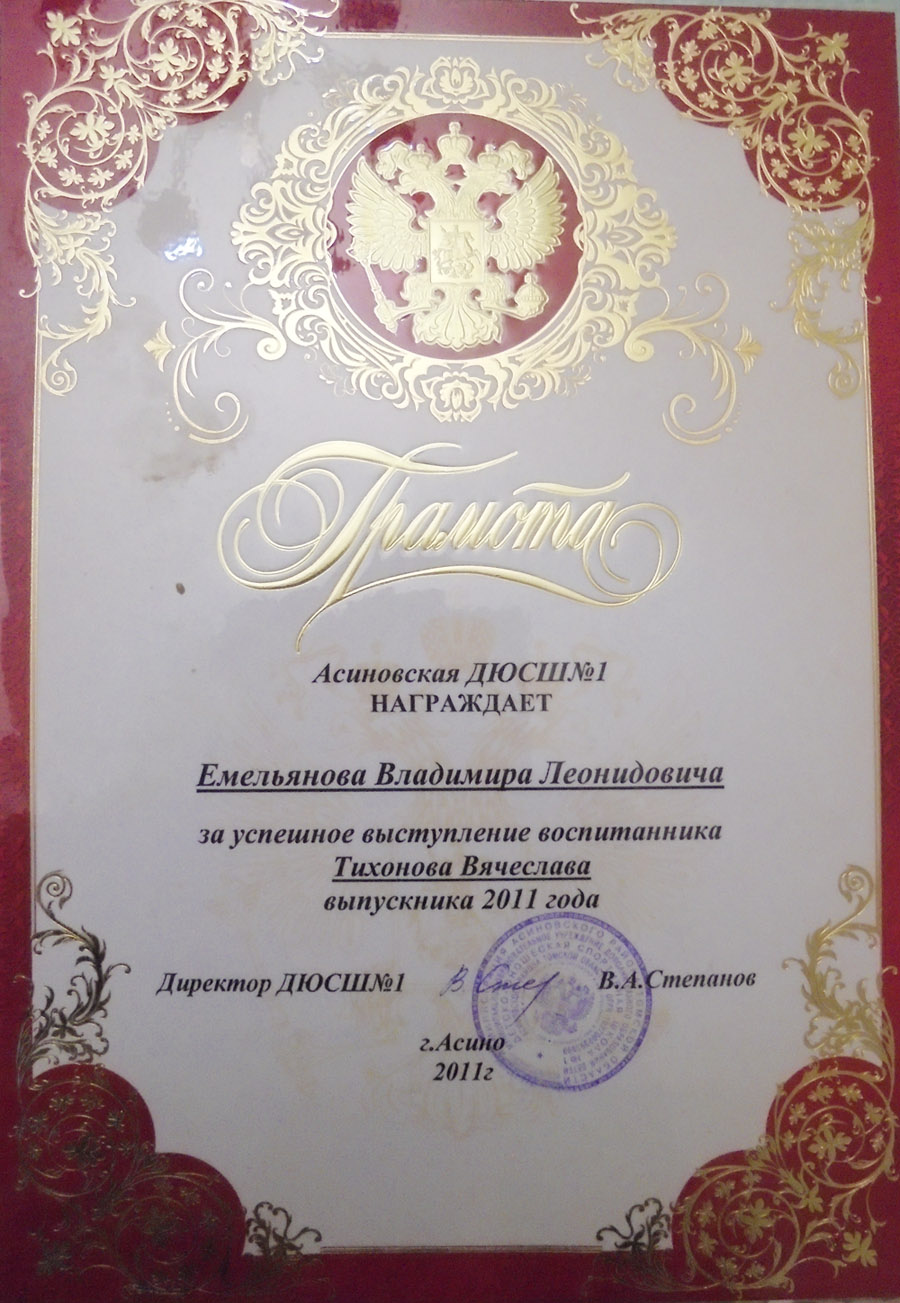 Грамота
Асиновская ДЮСШ№1
НАГРАЖДАЕТ
Емельянова Владимира Леонидовича
за успешное выступление воспитанника
Тихонова Вячеслава
выпускника 2011 года
Директор ДЮСШ№1 В.А.Степанов
г.Асино
2011г